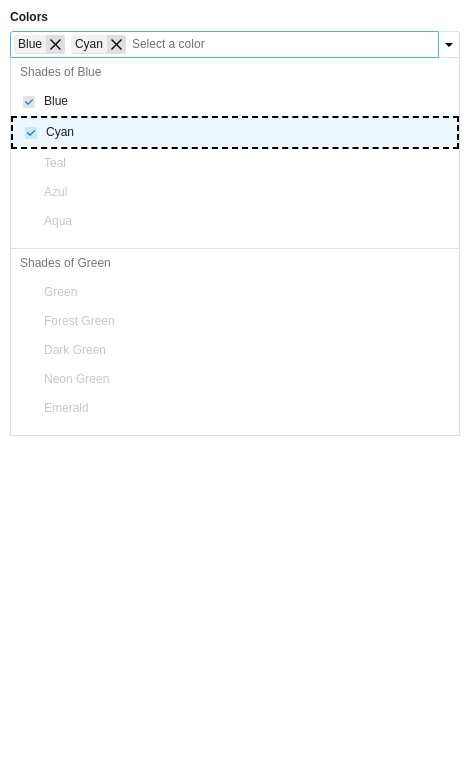 Colors
Blue Cyan Select a color
Shades of Blue
Blue
Cyan
Teal
Azul
Aqua
Shades of Green
Green
Forest Green
Dark Green
Neon Green
Emerald